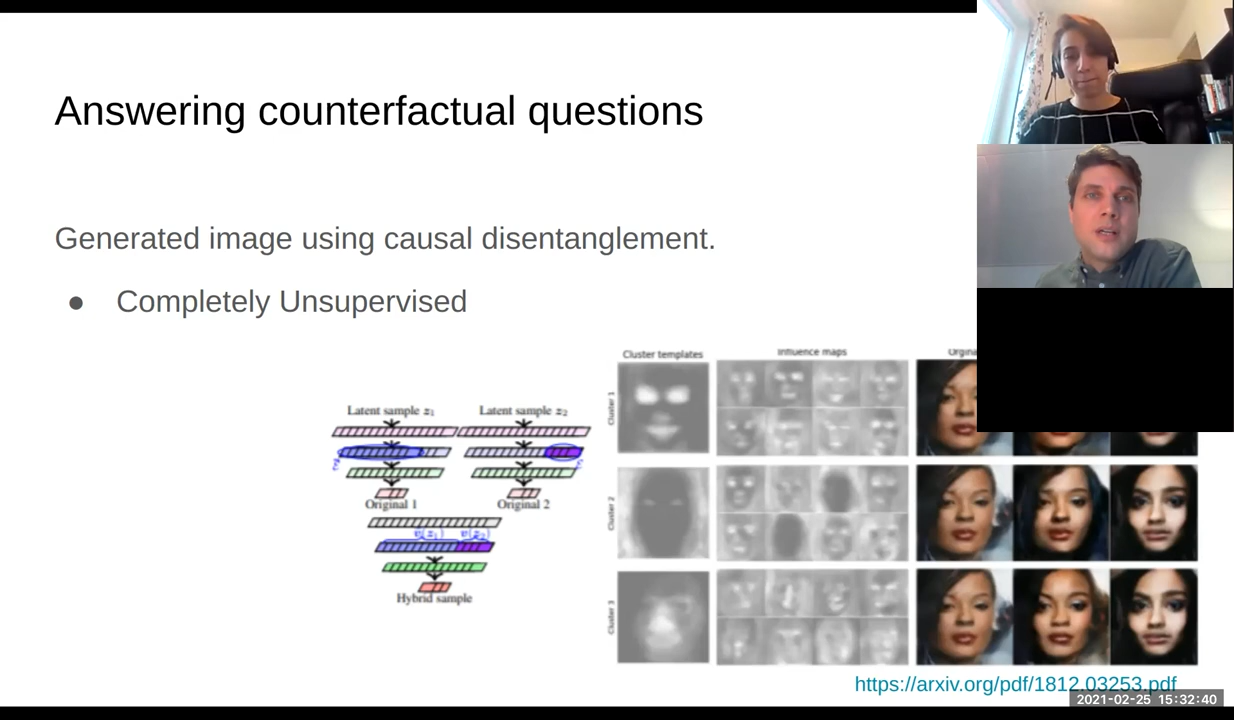 Answering counterfactual questions
Generated image using causal disentanglement.
● Completely Unsupervised
Latent sample z₁
Latent sample z₂
Original 1
Original 2
Hybrid sample
Cluster templates
Influence maps
Cluster 1
Cluster 2
Cluster 3
https://arxiv.org/pdf/1812.03253.pdf
2021-02-25 15:32:40